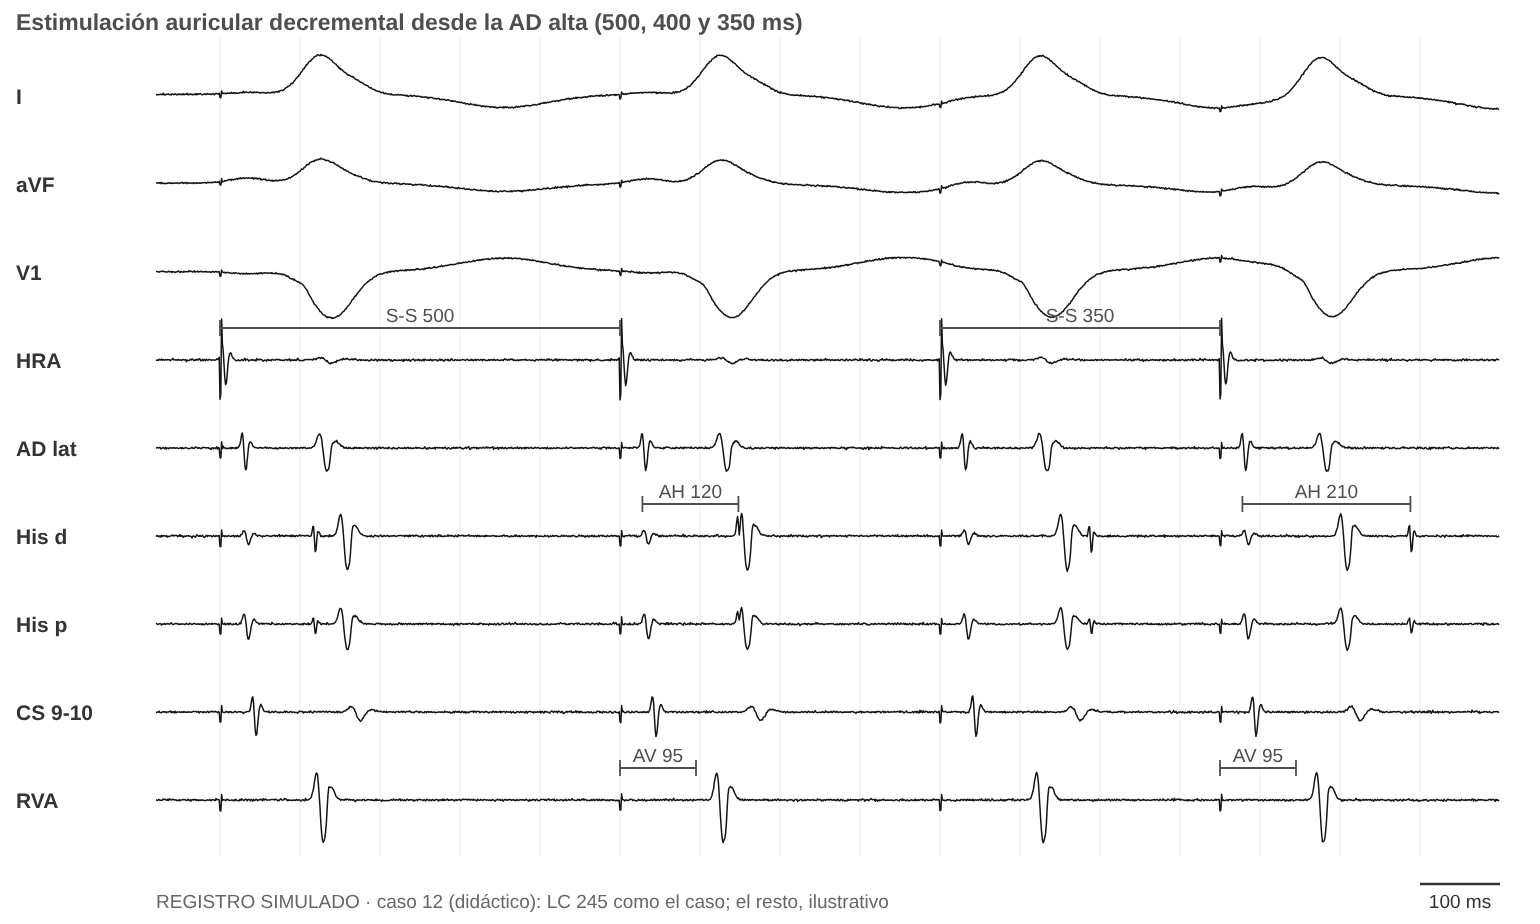 Estimulación auricular decremental desde la AD alta (500, 400 y 350 ms)
I
aVF
V1
S-S 500
S-S 350
HRA
AD lat
AH 120
AH 210
His d
His p
CS 9-10
AV 95
AV 95
RVA
REGISTRO SIMULADO · caso 12 (didáctico): LC 245 como el caso; el resto, ilustrativo
100 ms